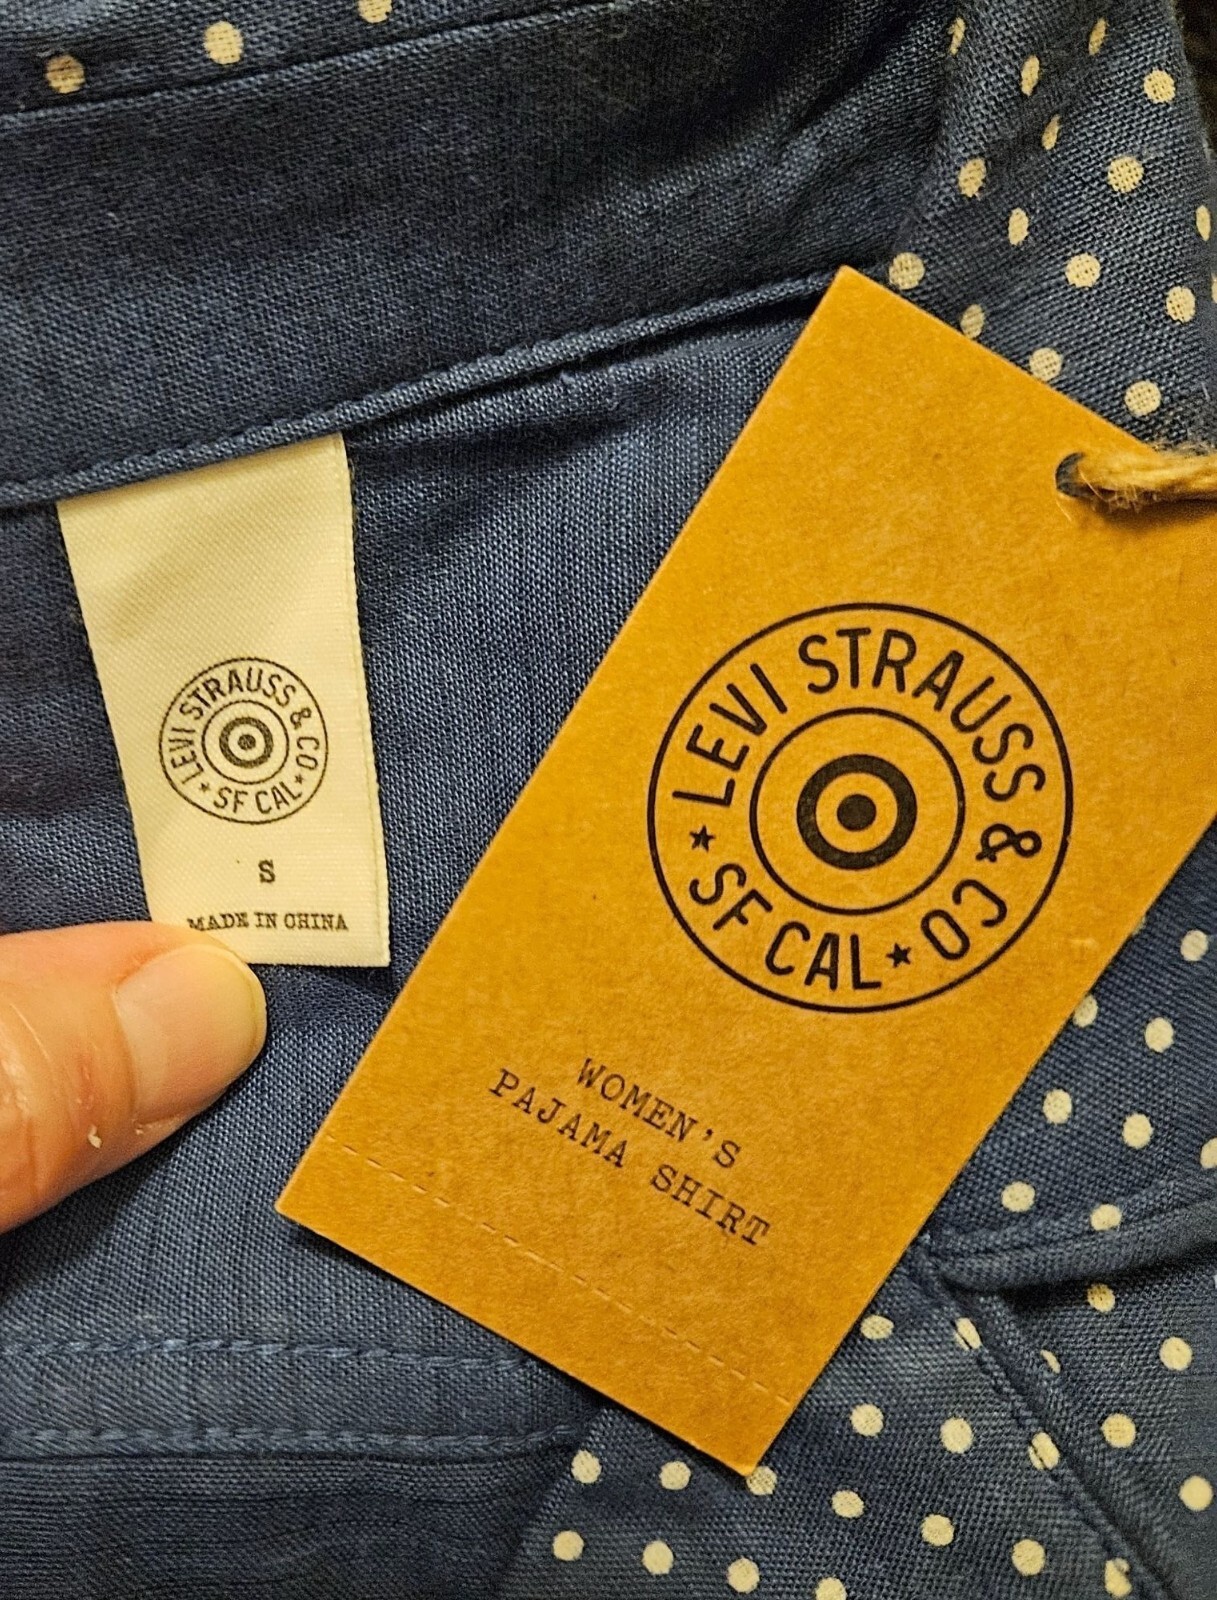 LEVI STRAUSS & CO
★ SF CAL ★
S
MADE IN CHINA
LEVI STRAUSS & CO
★ SF CAL ★
WOMEN'S
PAJAMA SHIRT